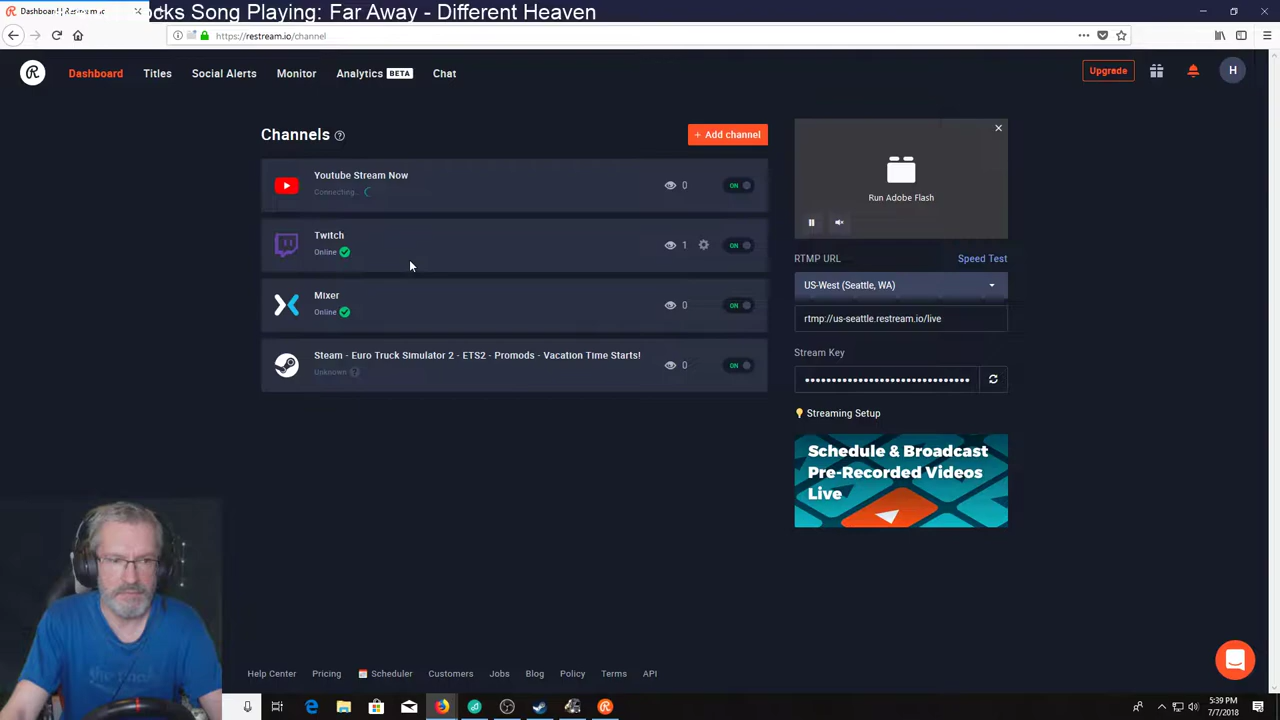 Song Playing: Far Away - Different Heaven
https://restream.io/channel
Dashboard
Titles
Social Alerts
Monitor
Analytics BETA
Chat
Upgrade
H
Channels
+ Add channel
Youtube Stream Now
Connecting...
0
ON
Twitch
Online
1
ON
Mixer
Online
0
ON
Steam - Euro Truck Simulator 2 - ETS2 - Promods - Vacation Time Starts!
Unknown
0
ON
Run Adobe Flash
RTMP URL
Speed Test
US-West (Seattle, WA)
rtmp://us-seattle.restream.io/live
Stream Key
Streaming Setup
Schedule & Broadcast
Pre-Recorded Videos
Live
Help Center
Pricing
Scheduler
Customers
Jobs
Blog
Policy
Terms
API
5:39 PM
7/7/2018